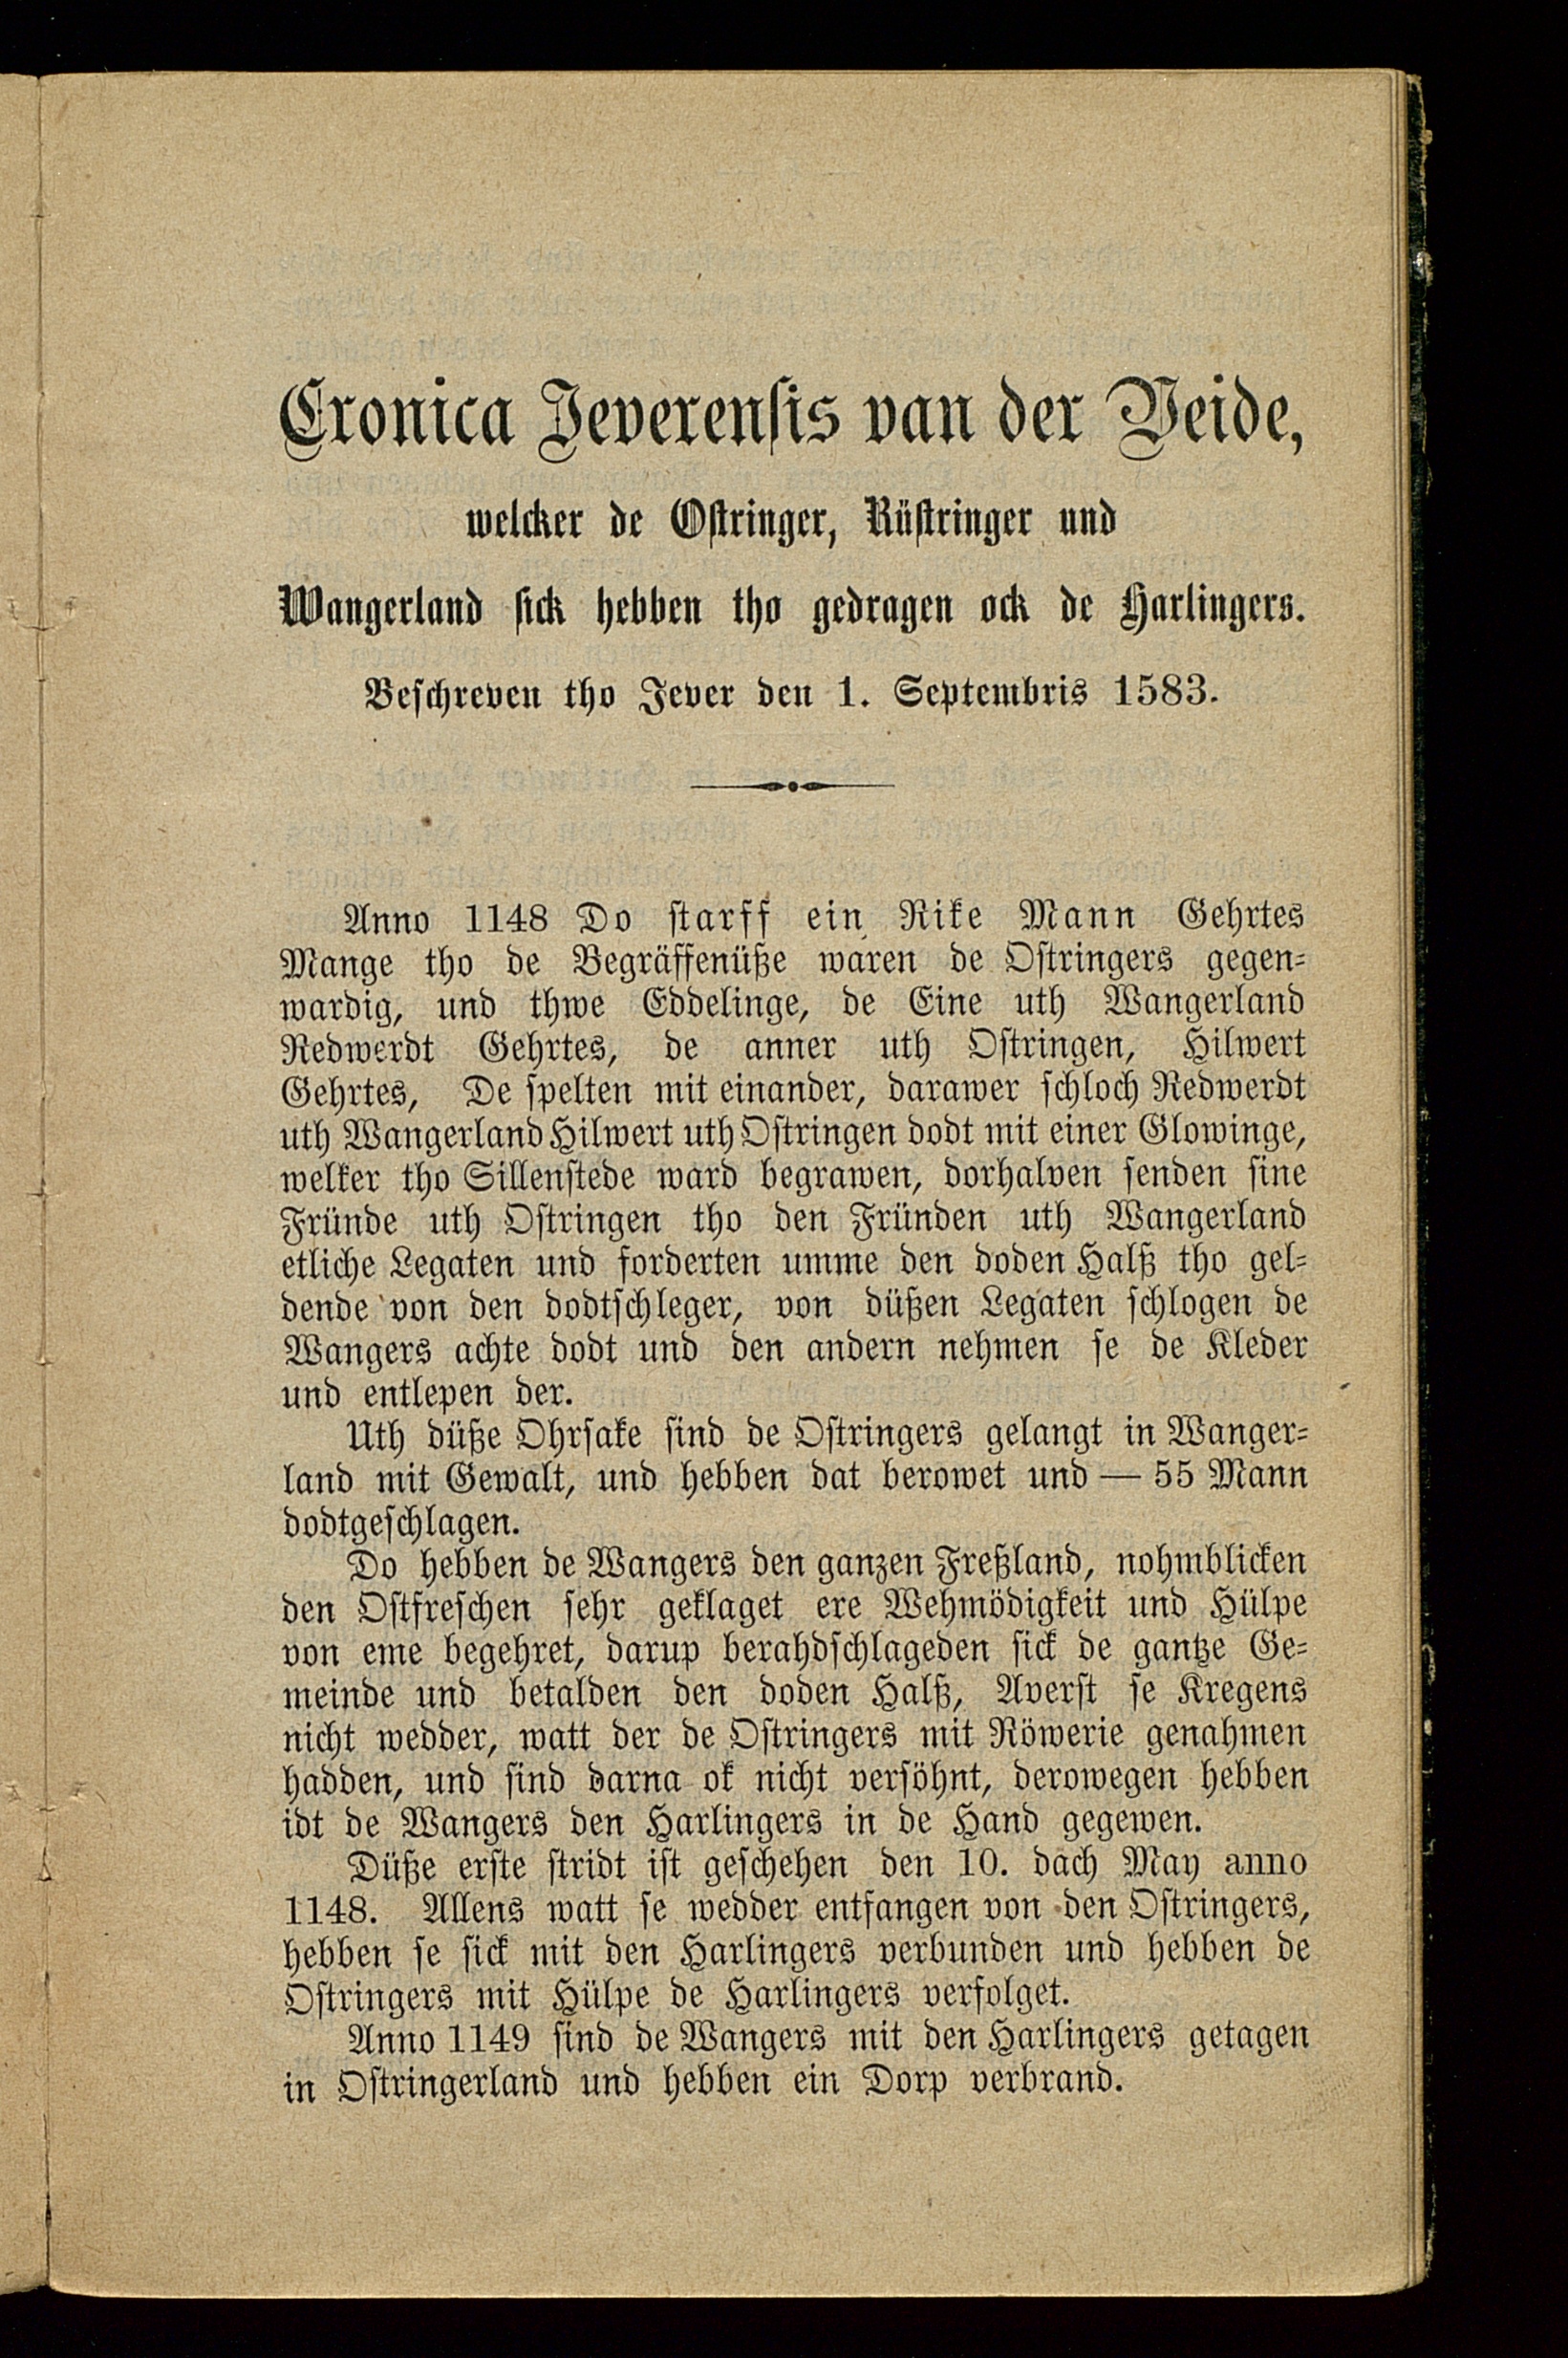 Cronica Jeverensis van der Veide,
welcker de Ostringer, Rüstringer und
Wangerland sick hebben tho gedragen ock de Harlingers.
Beschreven tho Jever den 1. Septembris 1583.
Anno 1148 Do starff ein Rike Mann Gehrtes
Mange tho de Begräffenüße waren de Ostringers gegen-
wardig, und thwe Eddelinge, de Eine uth Wangerland
Redwerdt Gehrtes, de anner uth Ostringen, Hilwert
Gehrtes, De spelten mit einander, darawer schloch Redwerdt
uth Wangerland Hilwert uth Ostringen dodt mit einer Glowinge,
welker tho Sillenstede ward begrawen, dorhalven senden sine
Fründe uth Ostringen tho den Fründen uth Wangerland
etliche Legaten und forderten umme den doden Halß tho gel-
dende von den dodtschleger, von düßen Legaten schlogen de
Wangers achte dodt und den andern nehmen se de Kleder
und entlepen der.
Uth düße Ohrsake sind de Ostringers gelangt in Wanger-
land mit Gewalt, und hebben dat berowet und — 55 Mann
dodtgeschlagen.
Do hebben de Wangers den ganzen Freßland, nohmblicken
den Ostfreschen sehr geklaget ere Wehmödigkeit und Hülpe
von eme begehret, darup berahdschlageden sick de gantze Ge-
meinde und betalden den doden Halß, Averst se Kregens
nicht wedder, watt der de Ostringers mit Röwerie genahmen
hadden, und sind darna ok nicht versöhnt, derowegen hebben
idt de Wangers den Harlingers in de Hand gegewen.
Düße erste stridt ist geschehen den 10. dach May anno
1148. Allens watt se wedder entfangen von den Ostringers,
hebben se sick mit den Harlingers verbunden und hebben de
Ostringers mit Hülpe de Harlingers verfolget.
Anno 1149 sind de Wangers mit den Harlingers getagen
in Ostringerland und hebben ein Dorp verbrand.